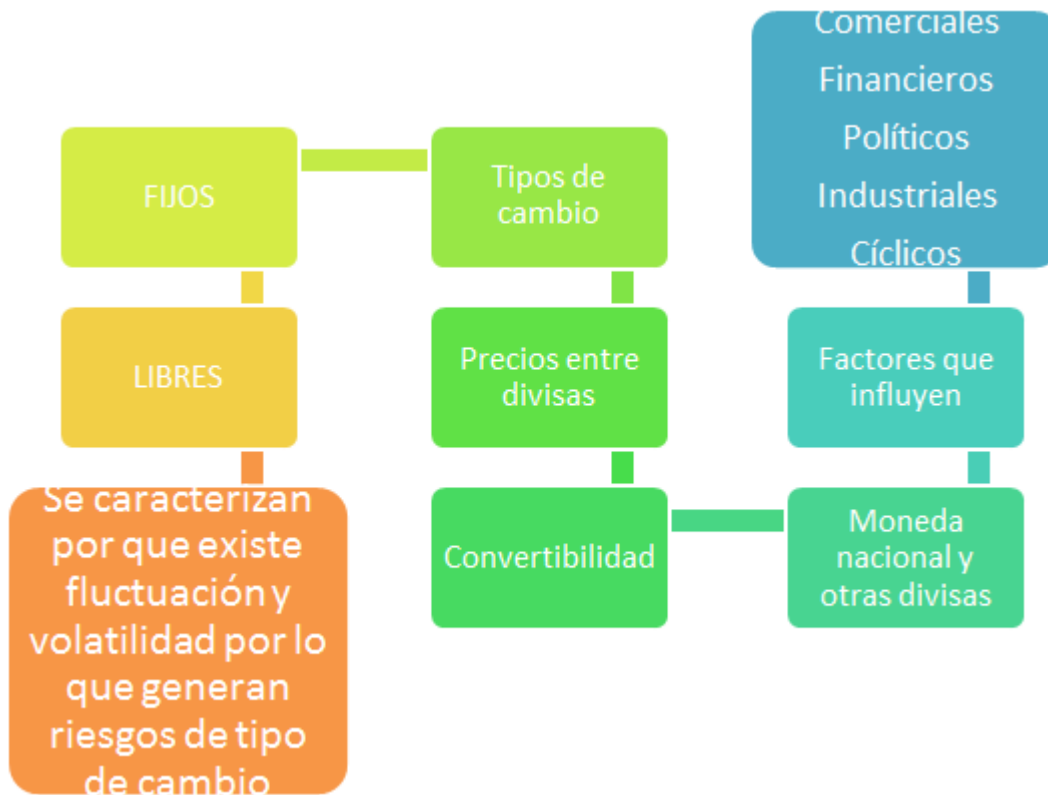 FIJOS
LIBRES
Se caracterizan
por que existe
fluctuación y
volatilidad por lo
que generan
riesgos de tipo
de cambio
Tipos de
cambio
Precios entre
divisas
Convertibilidad
Moneda
nacional y
otras divisas
Factores que
influyen
Comerciales
Financieros
Políticos
Industriales
Cíclicos